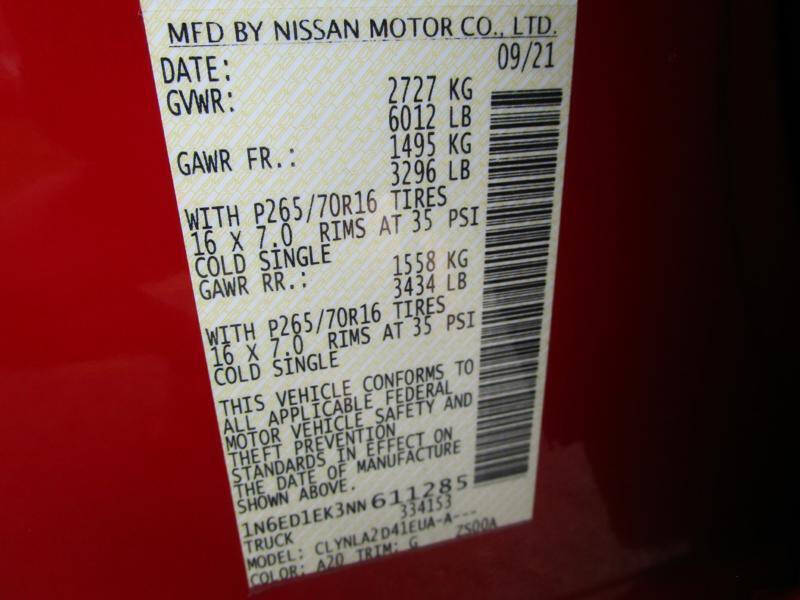 MFD BY NISSAN MOTOR CO., LTD.
DATE: 09/21
GVWR: 2727 KG
6012 LB
GAWR FR.: 1495 KG
3296 LB
WITH P265/70R16 TIRES
16 X 7.0 RIMS AT 35 PSI
COLD SINGLE
GAWR RR.: 1558 KG
3434 LB
WITH P265/70R16 TIRES
16 X 7.0 RIMS AT 35 PSI
COLD SINGLE
THIS VEHICLE CONFORMS TO
ALL APPLICABLE FEDERAL
MOTOR VEHICLE SAFETY AND
THEFT PREVENTION
STANDARDS IN EFFECT ON
THE DATE OF MANUFACTURE
SHOWN ABOVE.
1N6ED1EK3NN611285
TRUCK 334153
MODEL: CLYNLA2D41EUA-A---
COLOR: A20 TRIM: G ZS00A